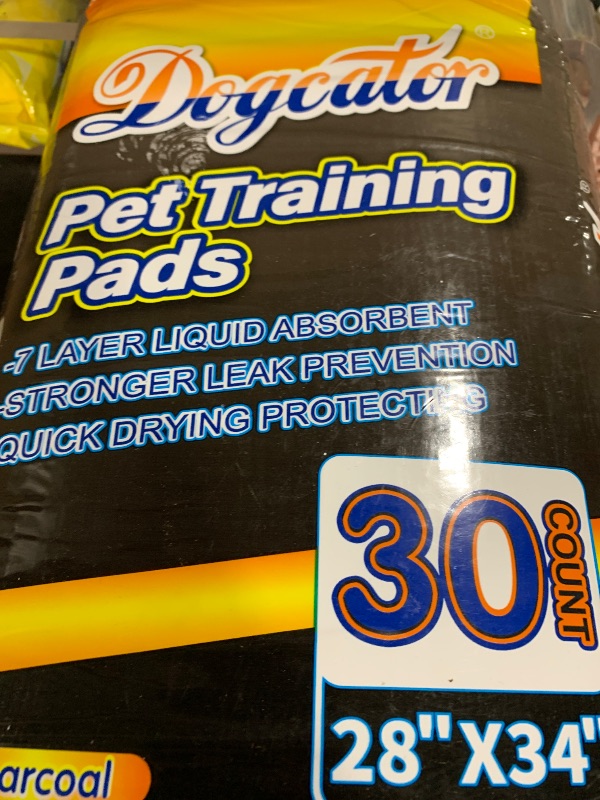 Dogcator®
Pet Training
Pads
-7 LAYER LIQUID ABSORBENT
-STRONGER LEAK PREVENTION
QUICK DRYING PROTECTING
30 COUNT
28"X34"
arcoal